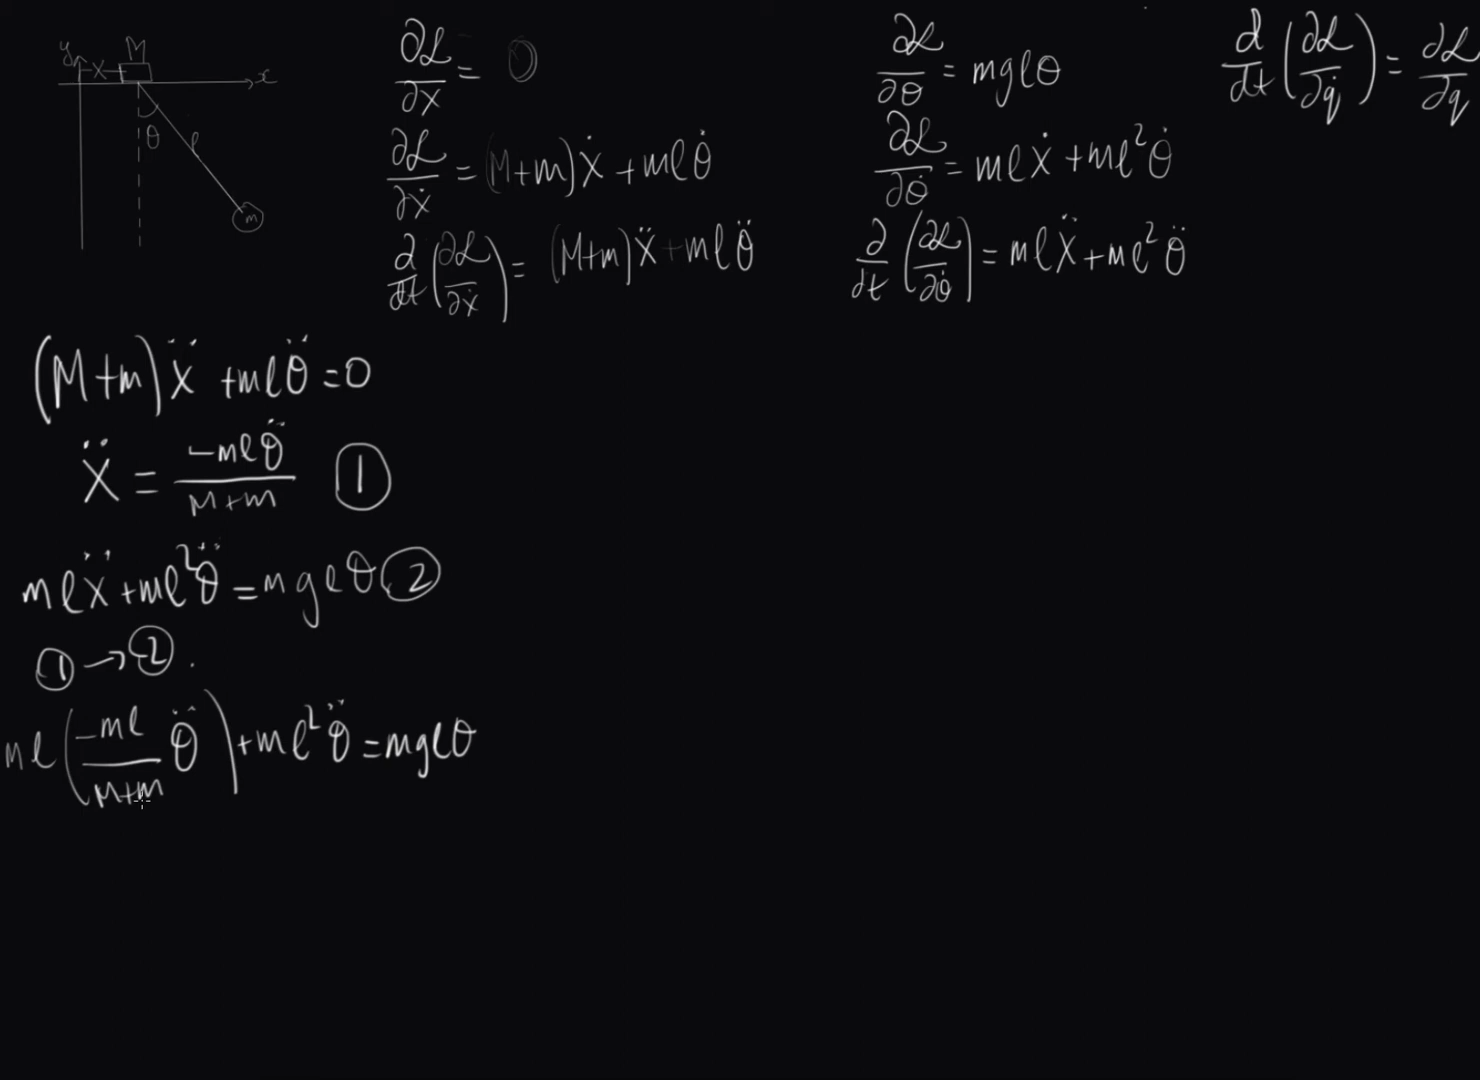 y
M
x
x
θ
l
m
∂ℒ/∂x = 0
∂ℒ/∂ẋ = (M+m)ẋ + mlθ̇
d/dt(∂ℒ/∂ẋ) = (M+m)ẍ + mlθ̈
∂ℒ/∂θ = mglθ
∂ℒ/∂θ̇ = mlẋ + ml²θ̇
d/dt(∂ℒ/∂θ̇) = mlẍ + ml²θ̈
d/dt(∂ℒ/∂q̇) = ∂ℒ/∂q
(M+m)ẍ + mlθ̈ = 0
ẍ = -mlθ̈/(M+m) ①
mlẍ + ml²θ̈ = mglθ ②
① → ② .
ml(-ml/(M+m) θ̈) + ml²θ̈ = mglθ